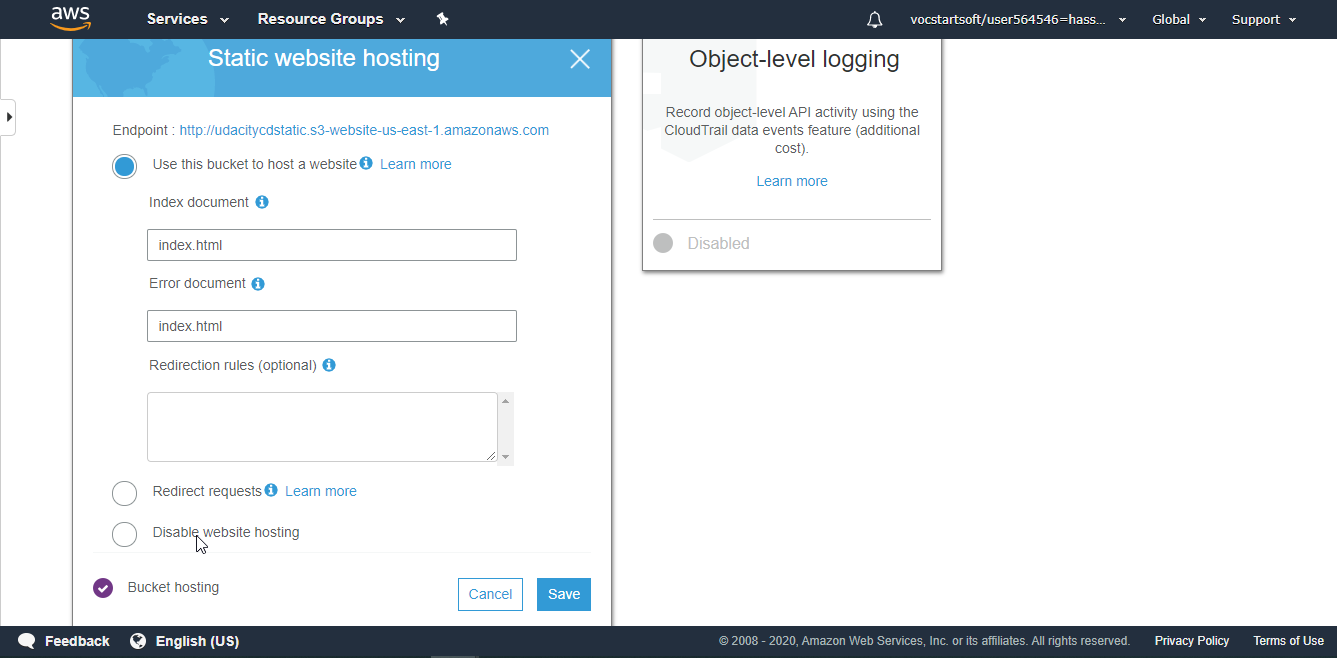 aws Services Resource Groups vocstartsoft/user564546=hass... Global Support
Static website hosting
Endpoint : http://udacitycdstatic.s3-website-us-east-1.amazonaws.com
Use this bucket to host a website Learn more
Index document
index.html
Error document
index.html
Redirection rules (optional)
Redirect requests Learn more
Disable website hosting
Bucket hosting Cancel Save
Object-level logging
Record object-level API activity using the
CloudTrail data events feature (additional
cost).
Learn more
Disabled
Feedback English (US) © 2008 - 2020, Amazon Web Services, Inc. or its affiliates. All rights reserved. Privacy Policy Terms of Use